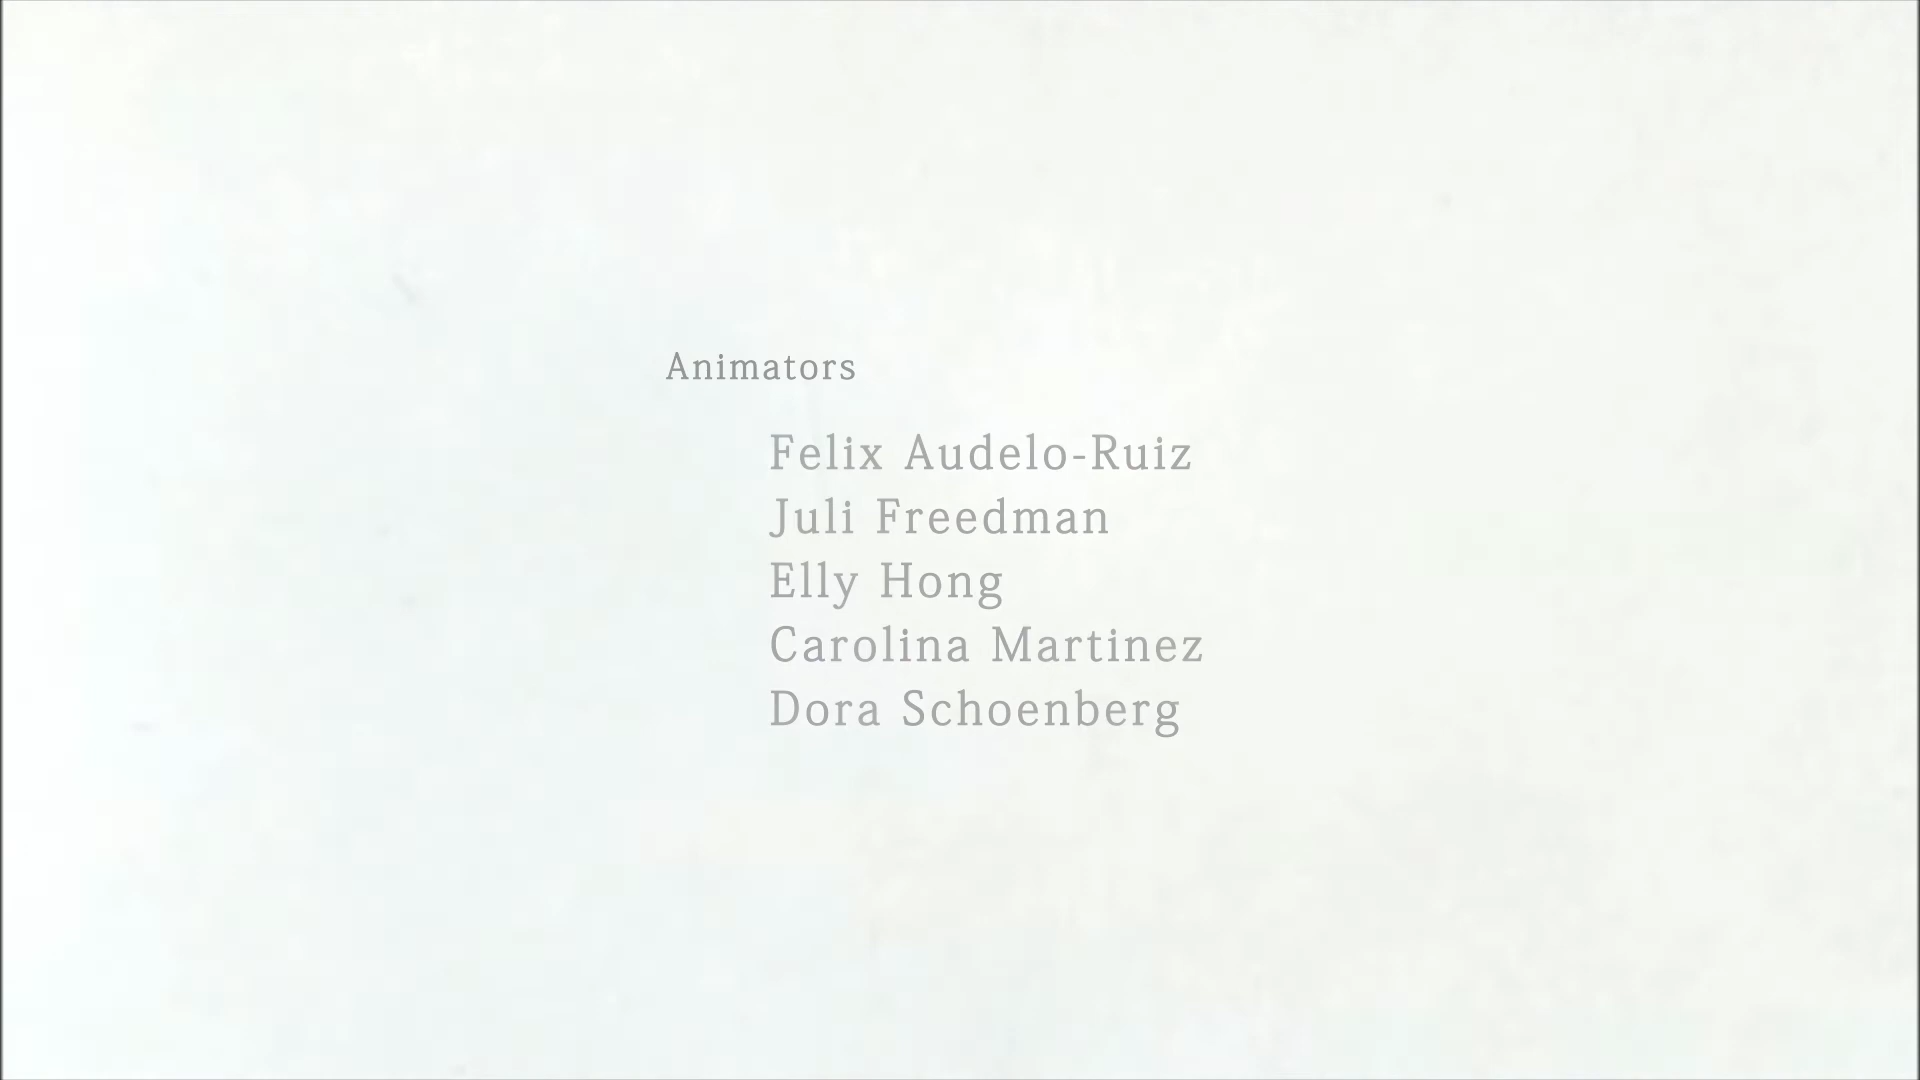 Animators
Felix Audelo-Ruiz
Juli Freedman
Elly Hong
Carolina Martinez
Dora Schoenberg